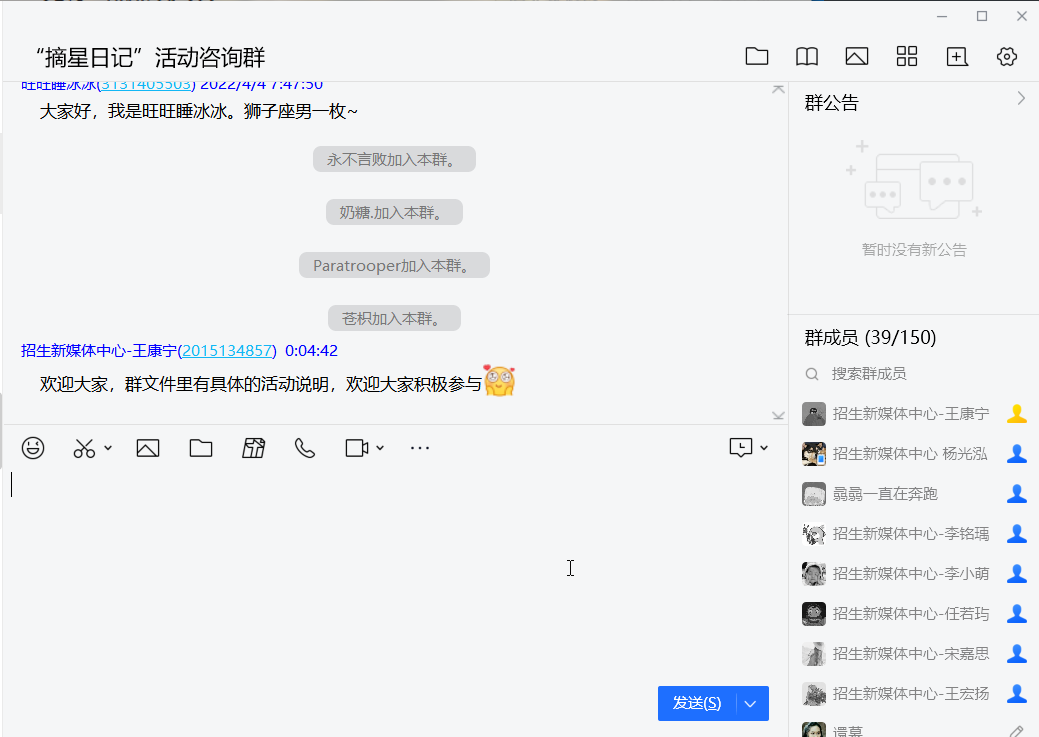 “摘星日记”活动咨询群
旺旺睡冰冰(3131405503) 2022/4/4 7:47:50
大家好，我是旺旺睡冰冰。狮子座男一枚~
永不言败加入本群。
奶糖.加入本群。
Paratrooper加入本群。
苍枳加入本群。
招生新媒体中心-王康宁(2015134857) 0:04:42
欢迎大家，群文件里有具体的活动说明，欢迎大家积极参与
发送(S)
群公告
暂时没有新公告
群成员 (39/150)
搜索群成员
招生新媒体中心-王康宁
招生新媒体中心 杨光泓
骉骉一直在奔跑
招生新媒体中心-李铭瑀
招生新媒体中心-李小萌
招生新媒体中心-任若玙
招生新媒体中心-宋嘉思
招生新媒体中心-王宏扬